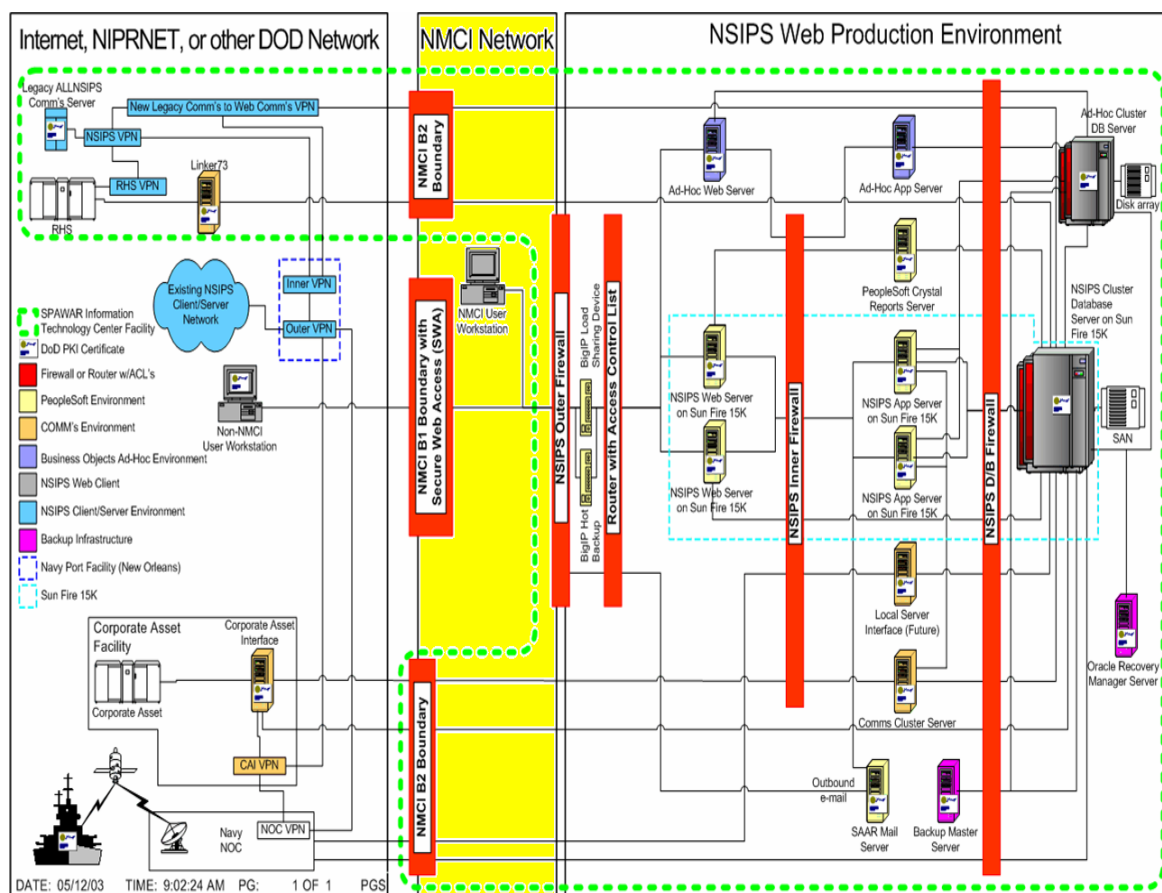 Internet, NIPRNET, or other DOD Network
NMCI Network
NSIPS Web Production Environment
Legacy ALLNSIPS
Comm's Server
New Legacy Comm's to Web Comm's VPN
NSIPS VPN
RHS VPN
Linker73
RHS
NMCI B2
Boundary
Ad-Hoc Web Server
Ad-Hoc App Server
Ad-Hoc Cluster
DB Server
Disk array
Existing NSIPS
Client/Server
Network
Inner VPN
Outer VPN
NMCI User
Workstation
PeopleSoft Crystal
Reports Server
NSIPS Cluster
Database
Server on Sun
Fire 15K
SPAWAR Information
Technology Center Facility
DoD PKI Certificate
Firewall or Router w/ACL's
PeopleSoft Environment
COMM's Environment
Business Objects Ad-Hoc Environment
NSIPS Web Client
NSIPS Client/Server Environment
Backup Infrastructure
Navy Port Facility (New Orleans)
Sun Fire 15K
Non-NMCI
User Workstation
NMCI B1 Boundary with
Secure Web Access (SWA)
NSIPS Outer Firewall
BigIP Load
Sharing Device
BigIP Hot
Backup
Router with Access Control List
NSIPS Web Server
on Sun Fire 15K
NSIPS Web Server
on Sun Fire 15K
NSIPS Inner Firewall
NSIPS App Server
on Sun Fire 15K
NSIPS App Server
on Sun Fire 15K
NSIPS D/B Firewall
SAN
Local Server
Interface (Future)
Oracle Recovery
Manager Server
Corporate Asset
Facility
Corporate Asset
Interface
Corporate Asset
CAI VPN
NMCI B2 Boundary
Comms Cluster Server
Outbound
e-mail
SAAR Mail
Server
Backup Master
Server
Navy
NOC
NOC VPN
DATE: 05/12/03 TIME: 9:02:24 AM PG: 1 OF 1 PGS